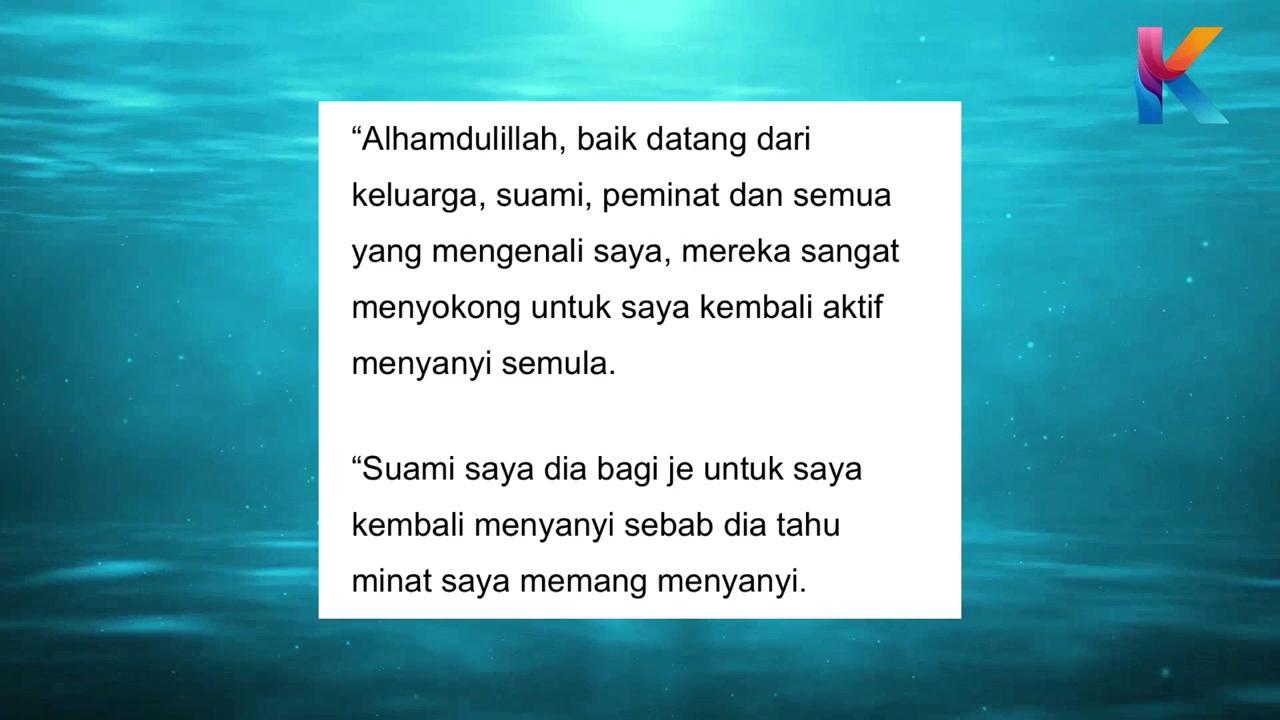 “Alhamdulillah, baik datang dari
keluarga, suami, peminat dan semua
yang mengenali saya, mereka sangat
menyokong untuk saya kembali aktif
menyanyi semula.
“Suami saya dia bagi je untuk saya
kembali menyanyi sebab dia tahu
minat saya memang menyanyi.